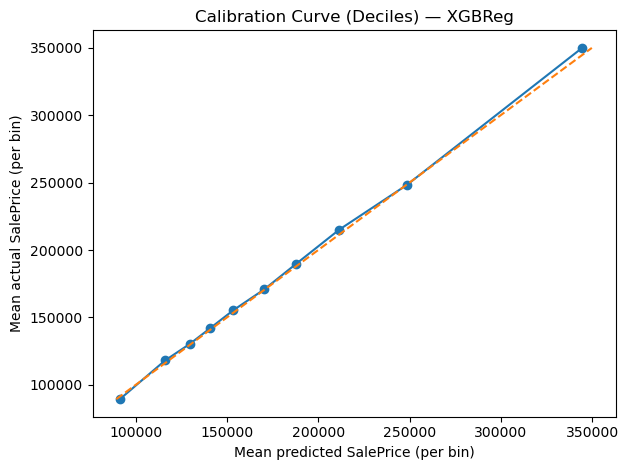 Calibration Curve (Deciles) — XGBReg
Mean actual SalePrice (per bin)
350000
300000
250000
200000
150000
100000
100000 150000 200000 250000 300000 350000
Mean predicted SalePrice (per bin)